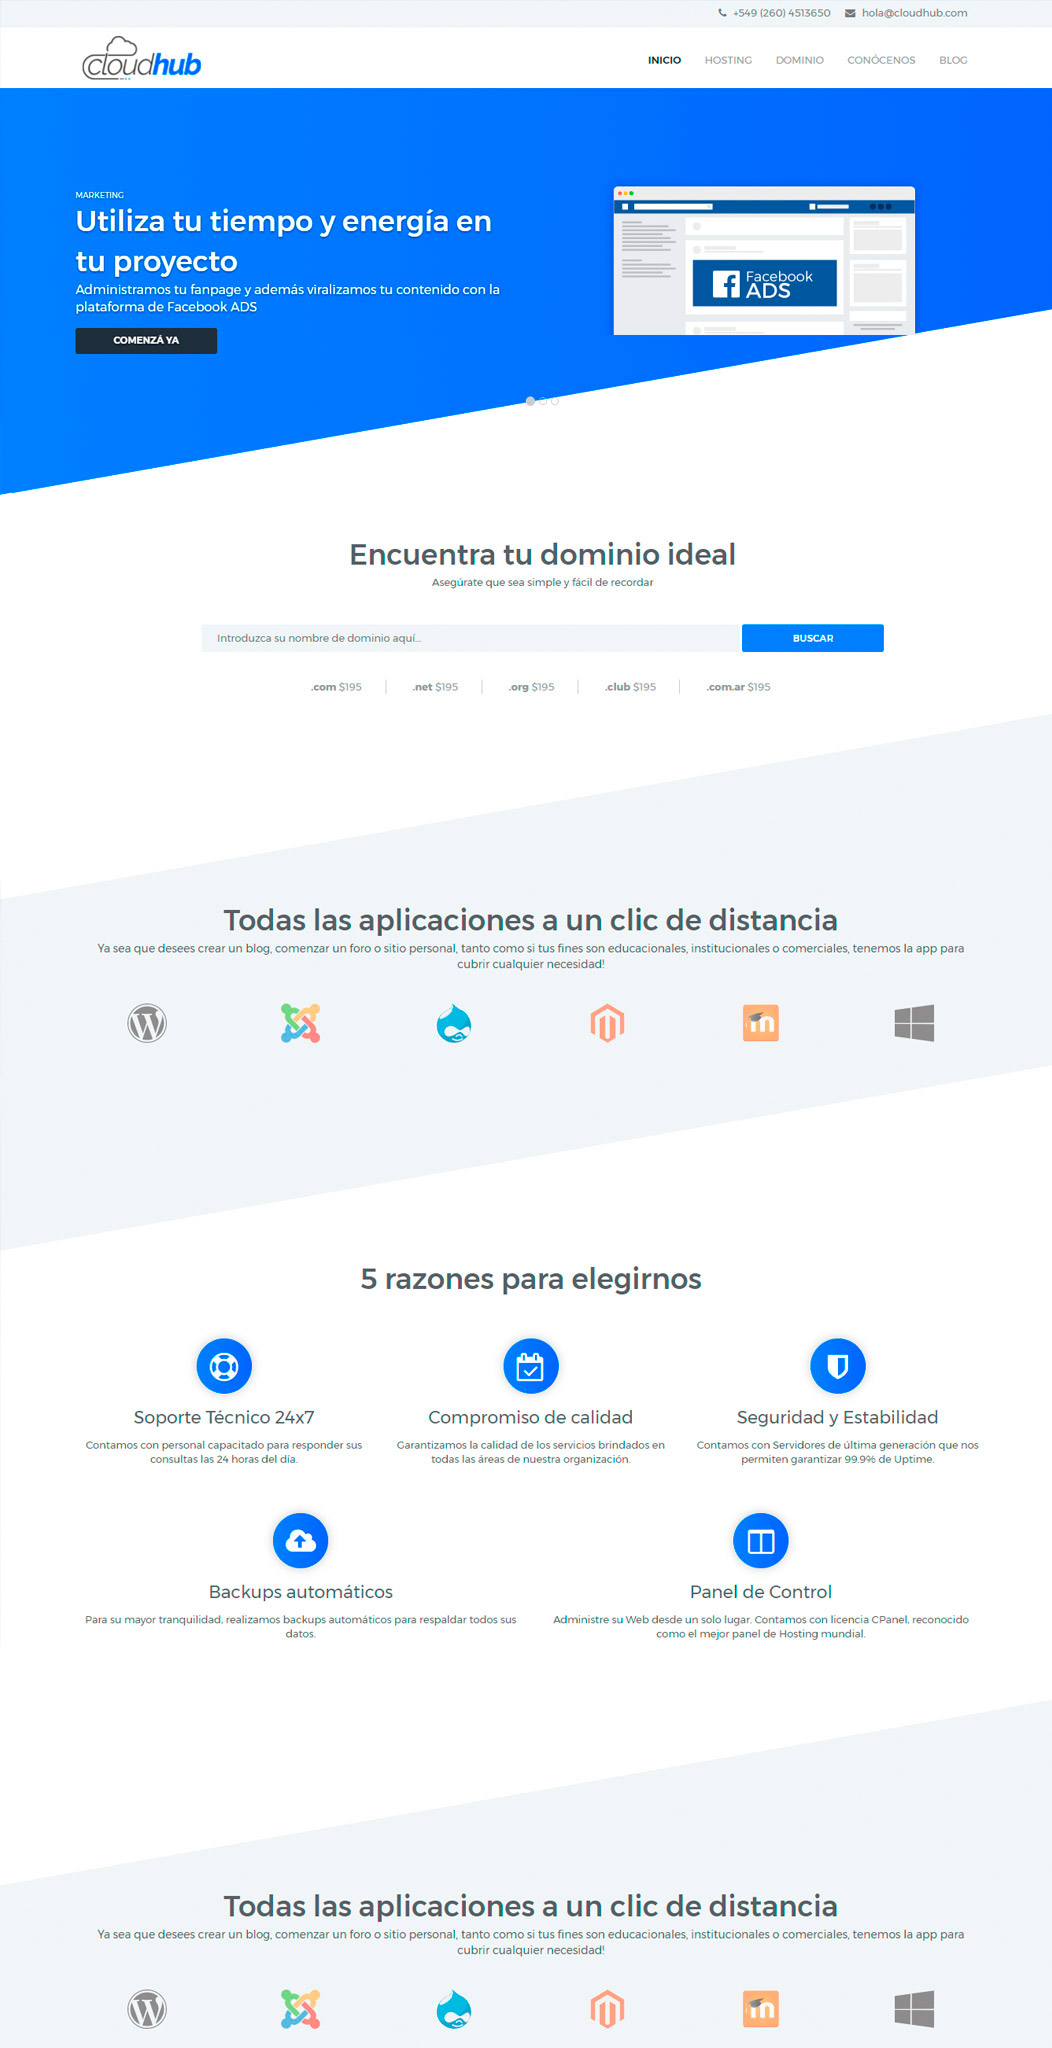 +549 (260) 4513650 hola@cloudhub.com
cloudhub
INICIO HOSTING DOMINIO CONÓCENOS BLOG
MARKETING
Utiliza tu tiempo y energía en
tu proyecto
Administramos tu fanpage y además viralizamos tu contenido con la
plataforma de Facebook ADS
COMENZÁ YA
Facebook
ADS
Encuentra tu dominio ideal
Asegúrate que sea simple y fácil de recordar
Introduzca su nombre de dominio aquí...
BUSCAR
.com $195 .net $195 .org $195 .club $195 .com.ar $195
Todas las aplicaciones a un clic de distancia
Ya sea que desees crear un blog, comenzar un foro o sitio personal, tanto como si tus fines son educacionales, institucionales o comerciales, tenemos la app para
cubrir cualquier necesidad!
5 razones para elegirnos
Soporte Técnico 24x7
Contamos con personal capacitado para responder sus
consultas las 24 horas del día.
Compromiso de calidad
Garantizamos la calidad de los servicios brindados en
todas las áreas de nuestra organización.
Seguridad y Estabilidad
Contamos con Servidores de última generación que nos
permiten garantizar 99.9% de Uptime.
Backups automáticos
Para su mayor tranquilidad, realizamos backups automáticos para respaldar todos sus
datos.
Panel de Control
Administre su Web desde un solo lugar. Contamos con licencia CPanel, reconocido
como el mejor panel de Hosting mundial.
Todas las aplicaciones a un clic de distancia
Ya sea que desees crear un blog, comenzar un foro o sitio personal, tanto como si tus fines son educacionales, institucionales o comerciales, tenemos la app para
cubrir cualquier necesidad!